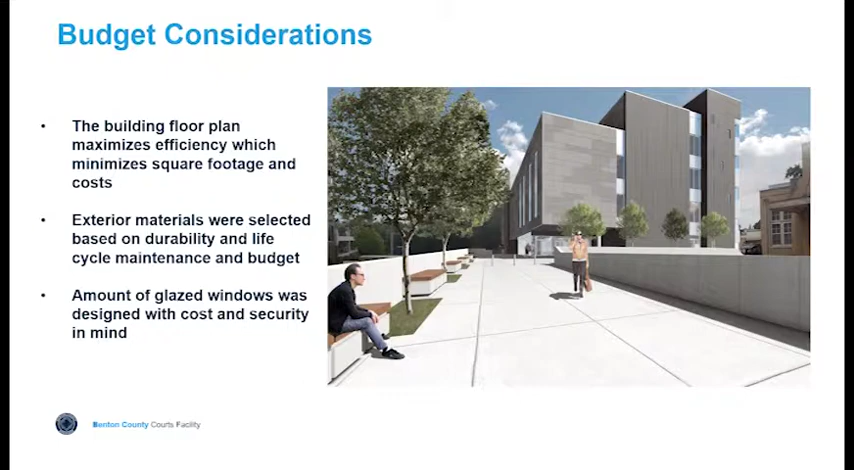 Budget Considerations
• The building floor plan
maximizes efficiency which
minimizes square footage and
costs
• Exterior materials were selected
based on durability and life
cycle maintenance and budget
• Amount of glazed windows was
designed with cost and security
in mind
Benton County Courts Facility